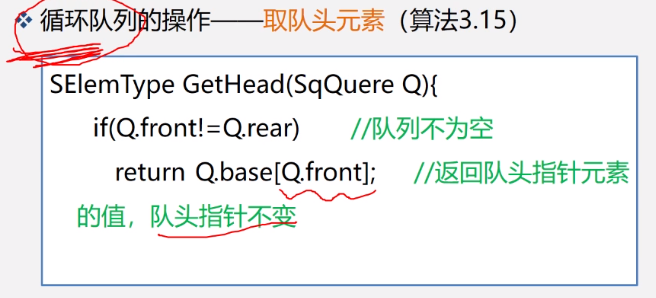 ❖ 循环队列的操作——取队头元素（算法3.15）
SElemType GetHead(SqQuere Q){
if(Q.front!=Q.rear) //队列不为空
return Q.base[Q.front]; //返回队头指针元素
的值，队头指针不变